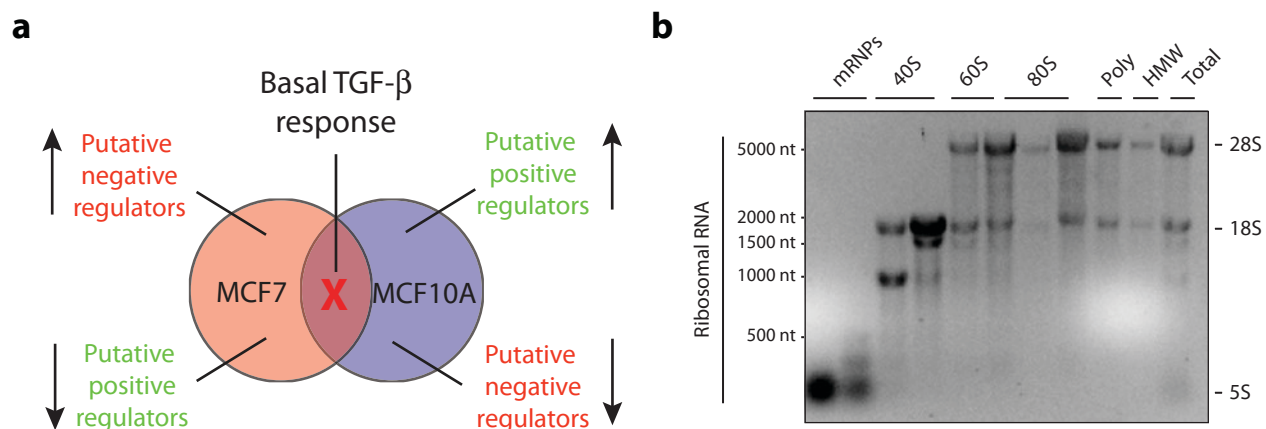 a
Basal TGF-β
response
Putative
negative
regulators
Putative
positive
regulators
MCF7
X
MCF10A
Putative
positive
regulators
Putative
negative
regulators
b
mRNPs
40S
60S
80S
Poly
HMW
Total
Ribosomal RNA
5000 nt
2000 nt
1500 nt
1000 nt
500 nt
28S
18S
5S